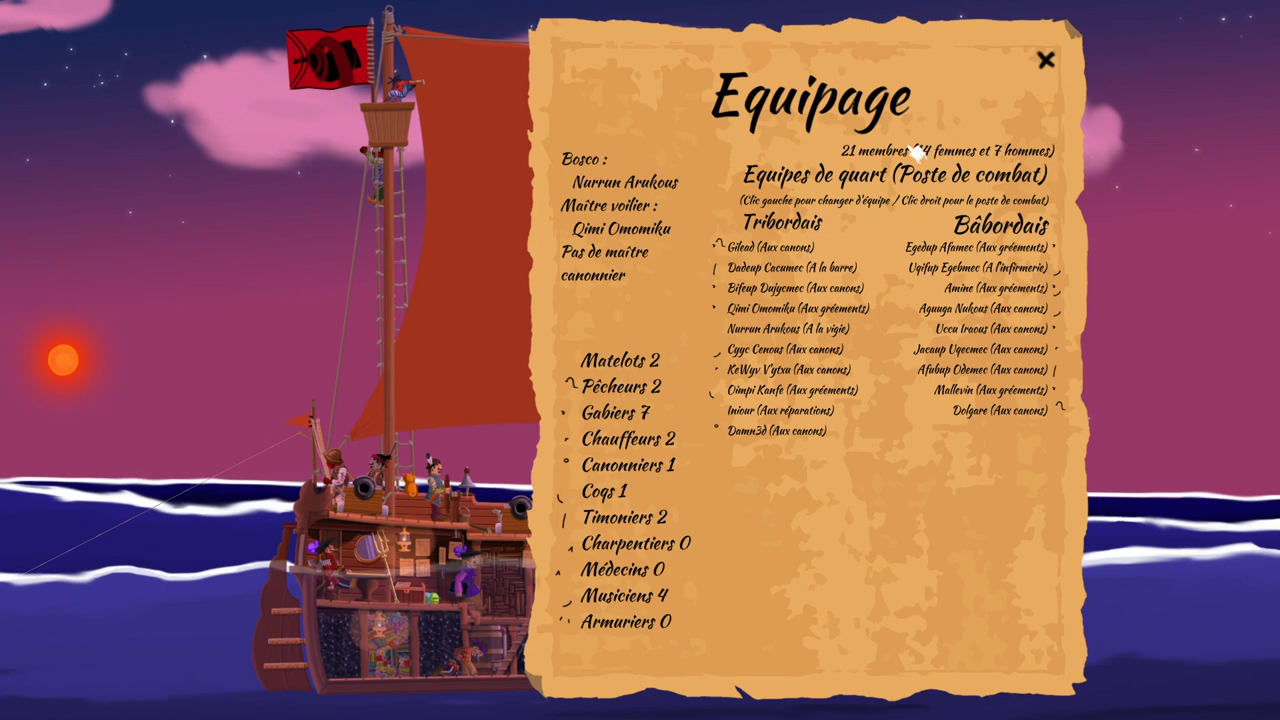 Equipage
21 membres (14 femmes et 7 hommes)
Equipes de quart (Poste de combat)
(Clic gauche pour changer d'équipe / Clic droit pour le poste de combat)
Bosco :
Nurrun Arukous
Maître voilier :
Qimi Omomiku
Pas de maître
canonnier
Matelots 2
Pêcheurs 2
Gabiers 7
Chauffeurs 2
Canonniers 1
Coqs 1
Timoniers 2
Charpentiers 0
Médecins 0
Musiciens 4
Armuriers 0
Tribordais
Gilead (Aux canons)
Dadeup Cacumec (A la barre)
Bifeup Dujycmec (Aux canons)
Qimi Omomiku (Aux gréements)
Nurrun Arukous (A la vigie)
Cyyc Cenous (Aux canons)
KeWyv V'ytxu (Aux canons)
Oimpi Kanfe (Aux gréements)
Iniour (Aux réparations)
Damn3d (Aux canons)
Bâbordais
Egedup Afamec (Aux gréements)
Uqifup Egebmec (A l'infirmerie)
Amine (Aux gréements)
Aguuga Nukous (Aux canons)
Uccu Iraous (Aux canons)
Jacaup Uqecmec (Aux canons)
Afubup Odemec (Aux canons)
Mallevin (Aux gréements)
Dolgare (Aux canons)